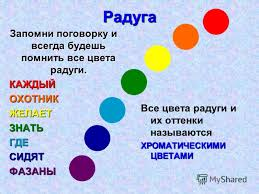 Радуга
Запомни поговорку и
всегда будешь
помнить все цвета
радуги.
КАЖДЫЙ
ОХОТНИК
ЖЕЛАЕТ
ЗНАТЬ
ГДЕ
СИДЯТ
ФАЗАНЫ
Все цвета радуги и
их оттенки
называются
ХРОМАТИЧЕСКИМИ
ЦВЕТАМИ
MyShared